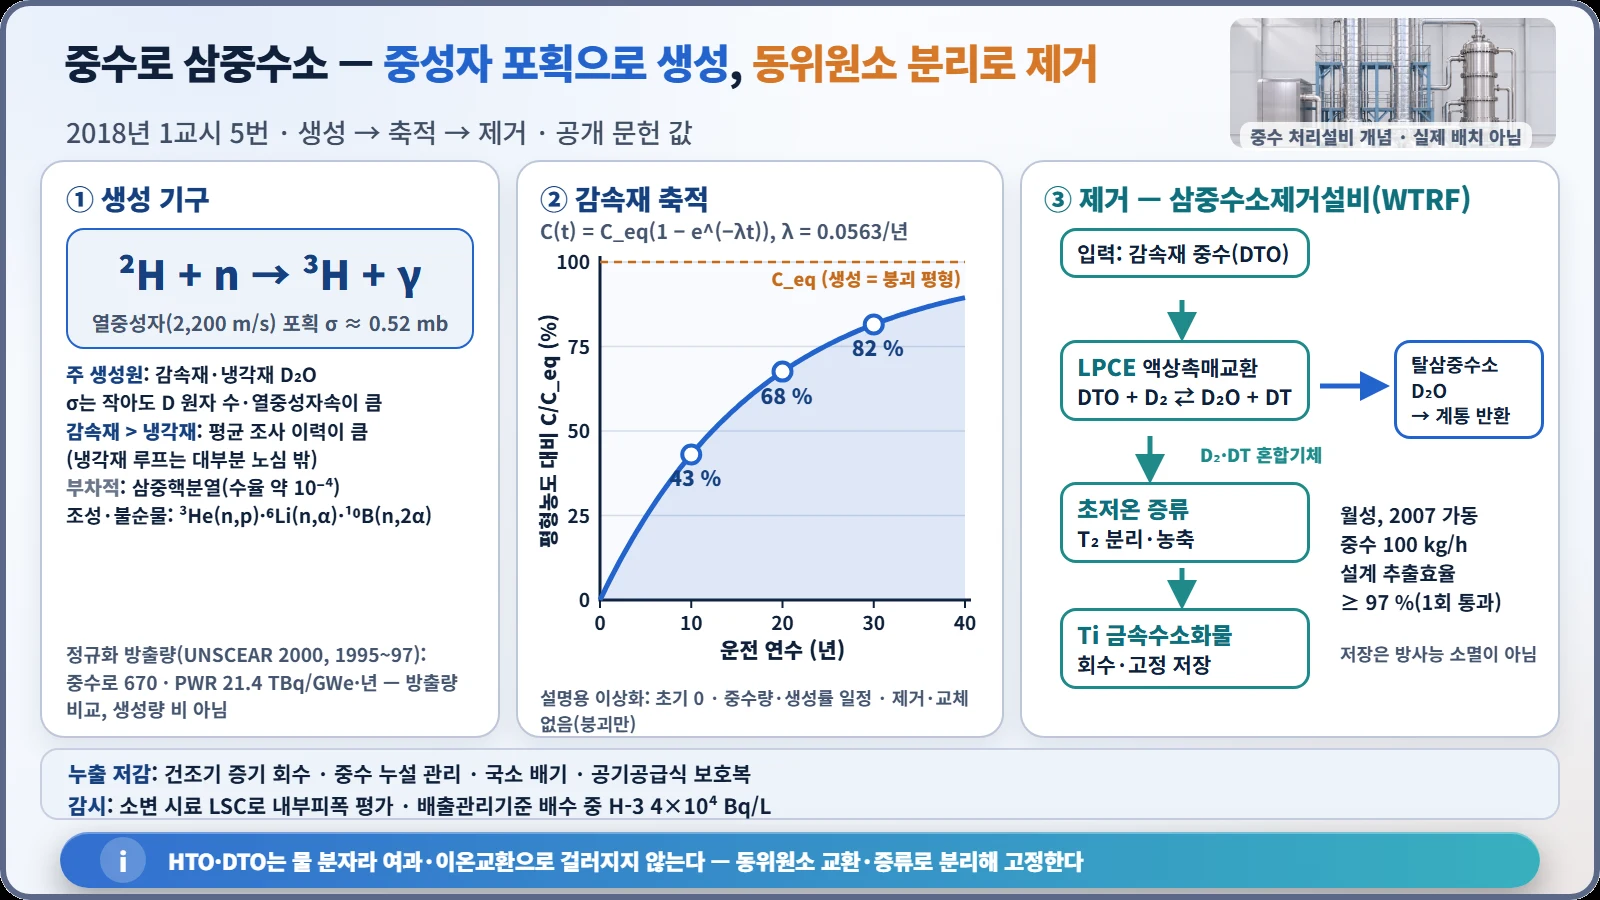 중수로 삼중수소 — 중성자 포획으로 생성, 동위원소 분리로 제거
2018년 1교시 5번 · 생성 → 축적 → 제거 · 공개 문헌 값
중수 처리설비 개념 · 실제 배치 아님
① 생성 기구
²H + n → ³H + γ
열중성자(2,200 m/s) 포획 σ ≈ 0.52 mb
주 생성원: 감속재·냉각재 D₂O
σ는 작아도 D 원자 수·열중성자속이 큼
감속재 > 냉각재: 평균 조사 이력이 큼
(냉각재 루프는 대부분 노심 밖)
부차적: 삼중핵분열(수율 약 10⁻⁴)
조성·불순물: ³He(n,p)·⁶Li(n,α)·¹⁰B(n,2α)
정규화 방출량(UNSCEAR 2000, 1995~97):
중수로 670 · PWR 21.4 TBq/GWe·년 — 방출량
비교, 생성량 비 아님
② 감속재 축적
C(t) = C_eq(1 − e^(−λt)), λ = 0.0563/년
100
C_eq (생성 = 붕괴 평형)
75
82 %
68 %
50
43 %
25
0
평형농도 대비 C/C_eq (%)
0 10 20 30 40
운전 연수 (년)
설명용 이상화: 초기 0 · 중수량·생성률 일정 · 제거·교체
없음(붕괴만)
③ 제거 — 삼중수소제거설비(WTRF)
입력: 감속재 중수(DTO)
LPCE 액상촉매교환
DTO + D₂ ⇄ D₂O + DT
탈삼중수소
D₂O
→ 계통 반환
D₂·DT 혼합기체
초저온 증류
T₂ 분리·농축
Ti 금속수소화물
회수·고정 저장
월성, 2007 가동
중수 100 kg/h
설계 추출효율
≥ 97 %(1회 통과)
저장은 방사능 소멸이 아님
누출 저감: 건조기 증기 회수 · 중수 누설 관리 · 국소 배기 · 공기공급식 보호복
감시: 소변 시료 LSC로 내부피폭 평가 · 배출관리기준 배수 중 H-3 4×10⁴ Bq/L
i HTO·DTO는 물 분자라 여과·이온교환으로 걸러지지 않는다 — 동위원소 교환·증류로 분리해 고정한다